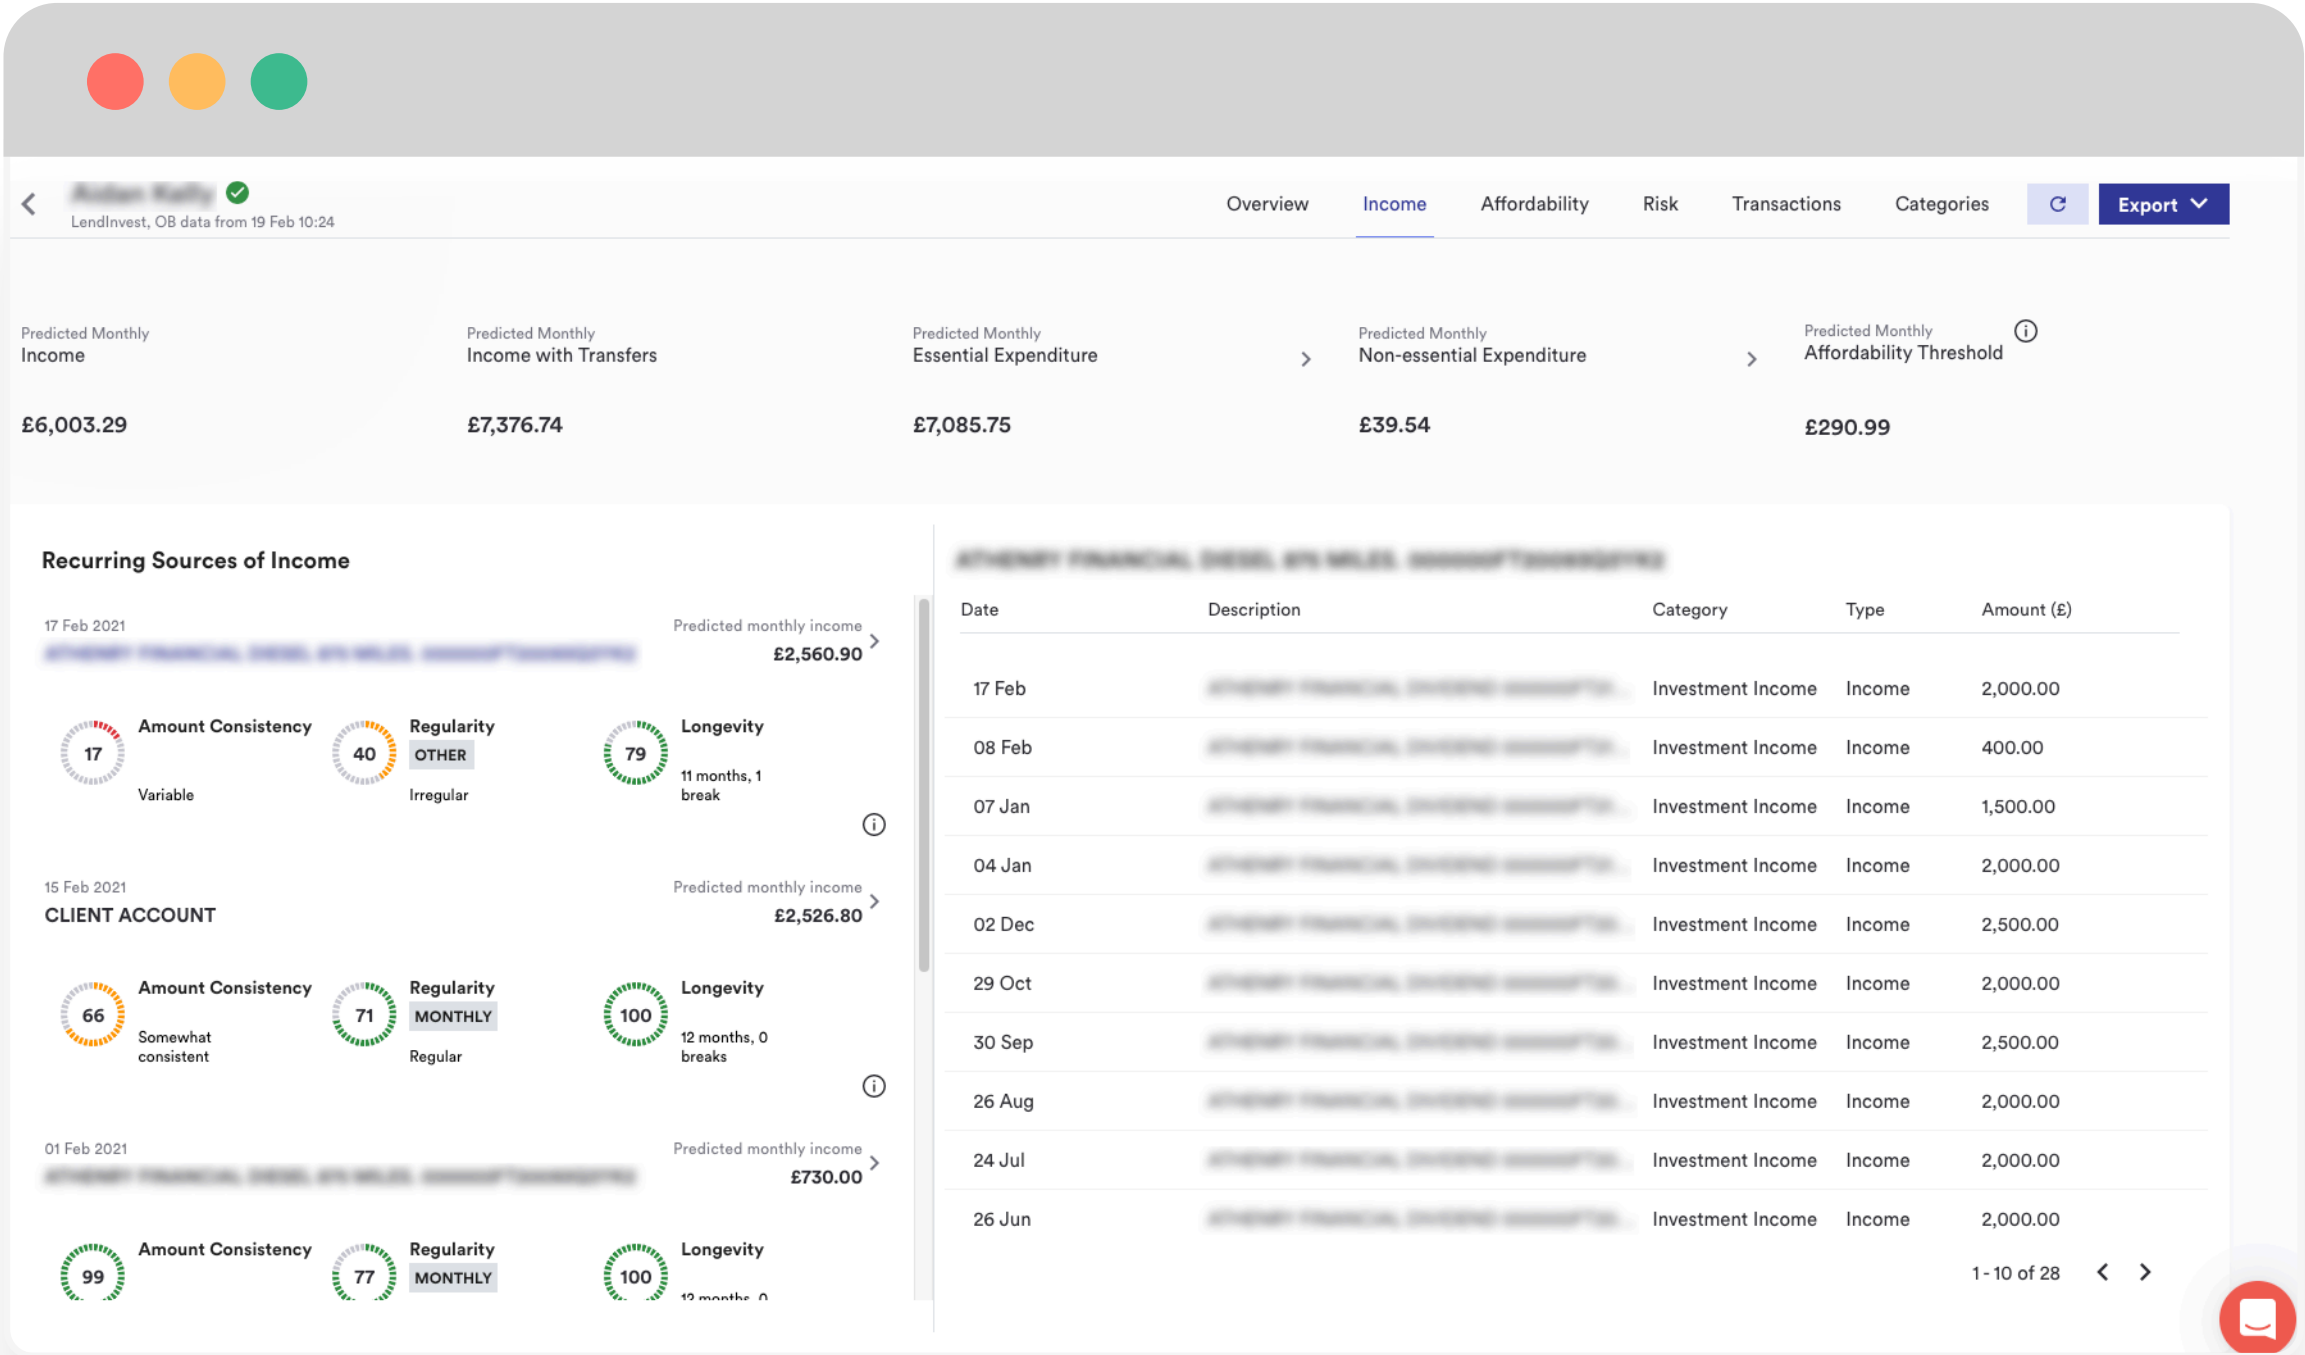 LendInvest, OB data from 19 Feb 10:24
Overview Income Affordability Risk Transactions Categories Export
Predicted Monthly
Income
£6,003.29
Predicted Monthly
Income with Transfers
£7,376.74
Predicted Monthly
Essential Expenditure
£7,085.75
Predicted Monthly
Non-essential Expenditure
£39.54
Predicted Monthly
Affordability Threshold
£290.99
Recurring Sources of Income
17 Feb 2021
Predicted monthly income
£2,560.90
17
Amount Consistency
Variable
40
Regularity
OTHER
Irregular
79
Longevity
11 months, 1
break
15 Feb 2021
CLIENT ACCOUNT
Predicted monthly income
£2,526.80
66
Amount Consistency
Somewhat
consistent
71
Regularity
MONTHLY
Regular
100
Longevity
12 months, 0
breaks
01 Feb 2021
Predicted monthly income
£730.00
99
Amount Consistency
77
Regularity
MONTHLY
100
Longevity
12 months, 0
Date Description Category Type Amount (£)
17 Feb Investment Income Income 2,000.00
08 Feb Investment Income Income 400.00
07 Jan Investment Income Income 1,500.00
04 Jan Investment Income Income 2,000.00
02 Dec Investment Income Income 2,500.00
29 Oct Investment Income Income 2,000.00
30 Sep Investment Income Income 2,500.00
26 Aug Investment Income Income 2,000.00
24 Jul Investment Income Income 2,000.00
26 Jun Investment Income Income 2,000.00
1 - 10 of 28